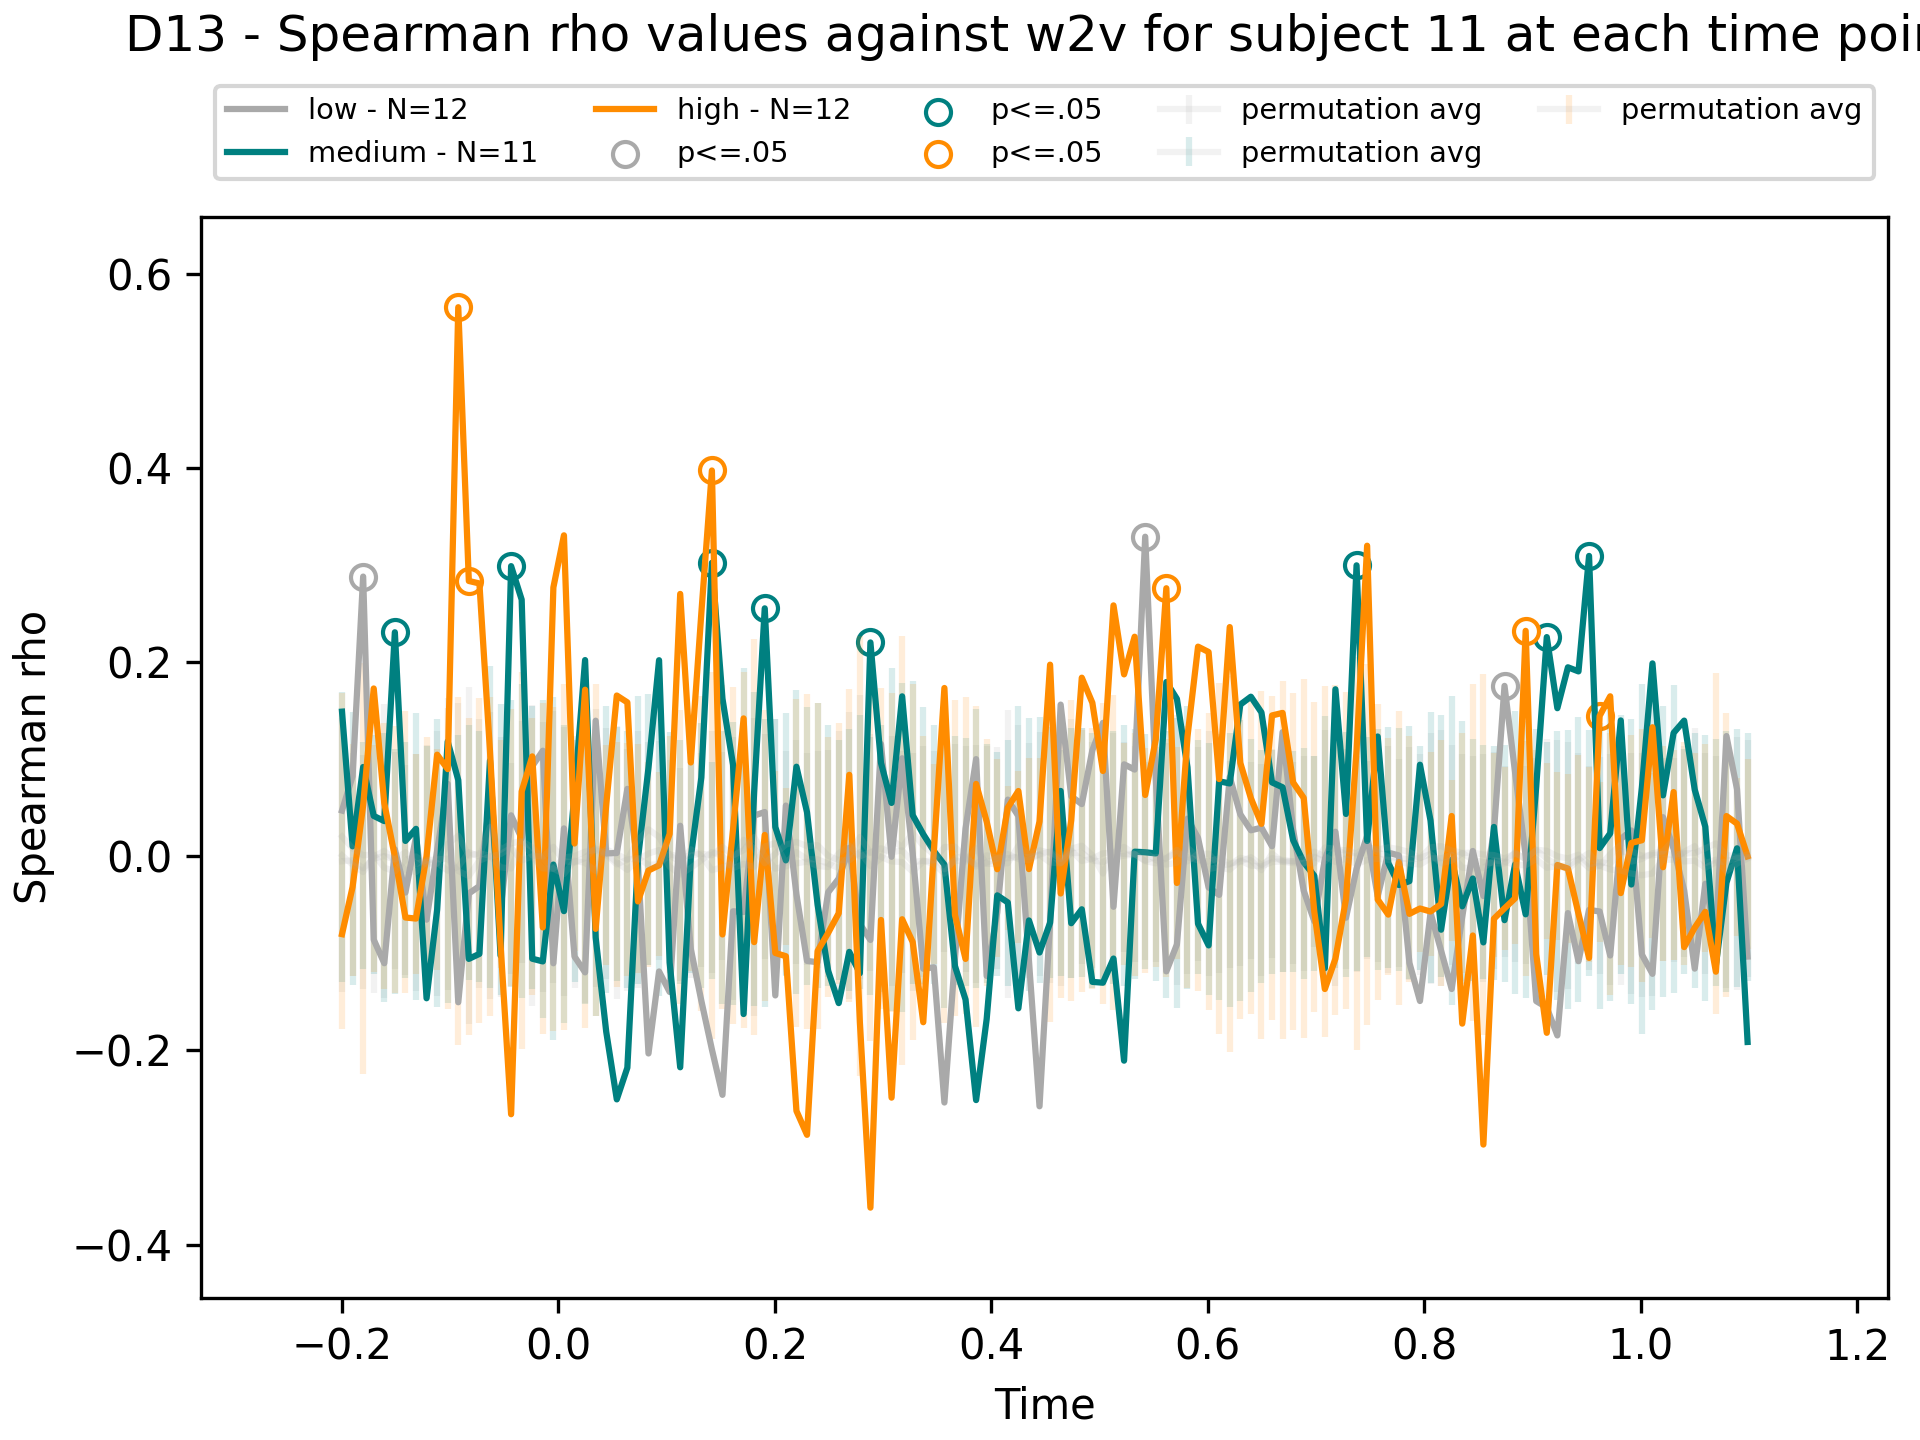 D13 - Spearman rho values against w2v for subject 11 at each time poi
low - N=12
medium - N=11
high - N=12
p<=.05
p<=.05
p<=.05
permutation avg
permutation avg
permutation avg
Spearman rho
0.6
0.4
0.2
0.0
−0.2
−0.4
−0.2
0.0
0.2
0.4
0.6
0.8
1.0
1.2
Time